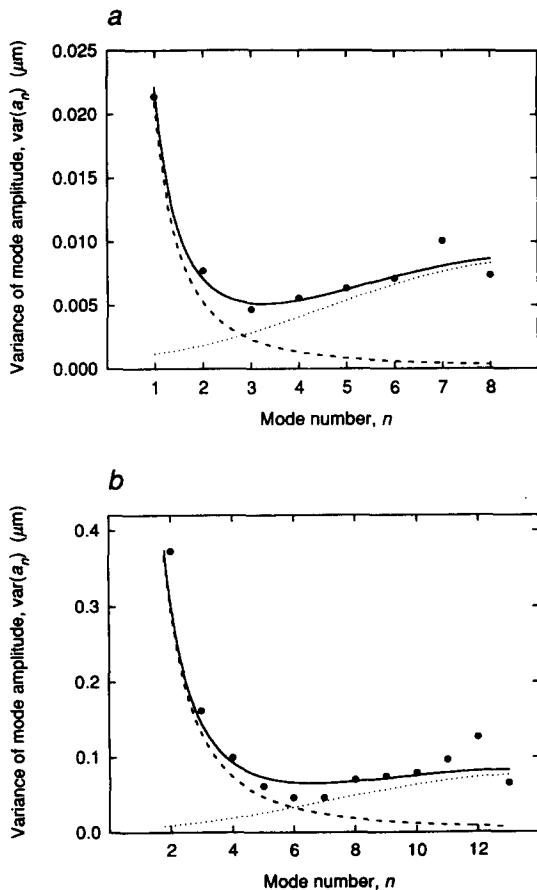 a
Variance of mode amplitude, var(aₙ) (μm)
0.025
0.020
0.015
0.010
0.005
0.000
1 2 3 4 5 6 7 8
Mode number, n
b
Variance of mode amplitude, var(aₙ) (μm)
0.4
0.3
0.2
0.1
0.0
2 4 6 8 10 12
Mode number, n